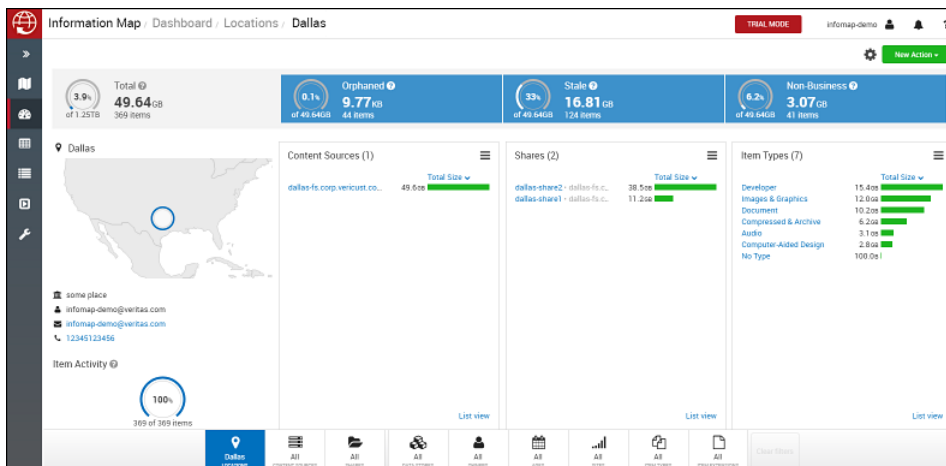 Information Map / Dashboard / Locations / Dallas
TRIAL MODE
infomap-demo
New Action
3.9%
of 1.25TB
Total
49.64GB
369 items
0.1%
of 49.64GB
Orphaned
9.77KB
44 items
33%
of 49.64GB
Stale
16.81GB
124 items
6.2%
of 49.64GB
Non-Business
3.07GB
41 items
Dallas
some place
infomap-demo@veritas.com
infomap-demo@veritas.com
12345123456
Item Activity
100%
369 of 369 items
Content Sources (1)
Total Size
dallas-fs.corp.vericust.co... 49.6GB
List view
Shares (2)
Total Size
dallas-share2 - dallas-fs.c... 38.5GB
dallas-share1 - dallas-fs.c... 11.2GB
List view
Item Types (7)
Total Size
Developer 15.4GB
Images & Graphics 12.0GB
Document 10.2GB
Compressed & Archive 6.2GB
Audio 3.1GB
Computer-Aided Design 2.8GB
No Type 100.0B
List view
Dallas
LOCATIONS
All
CONTENT SOURCES
All
All
All
All
All
All
All
Clear filters